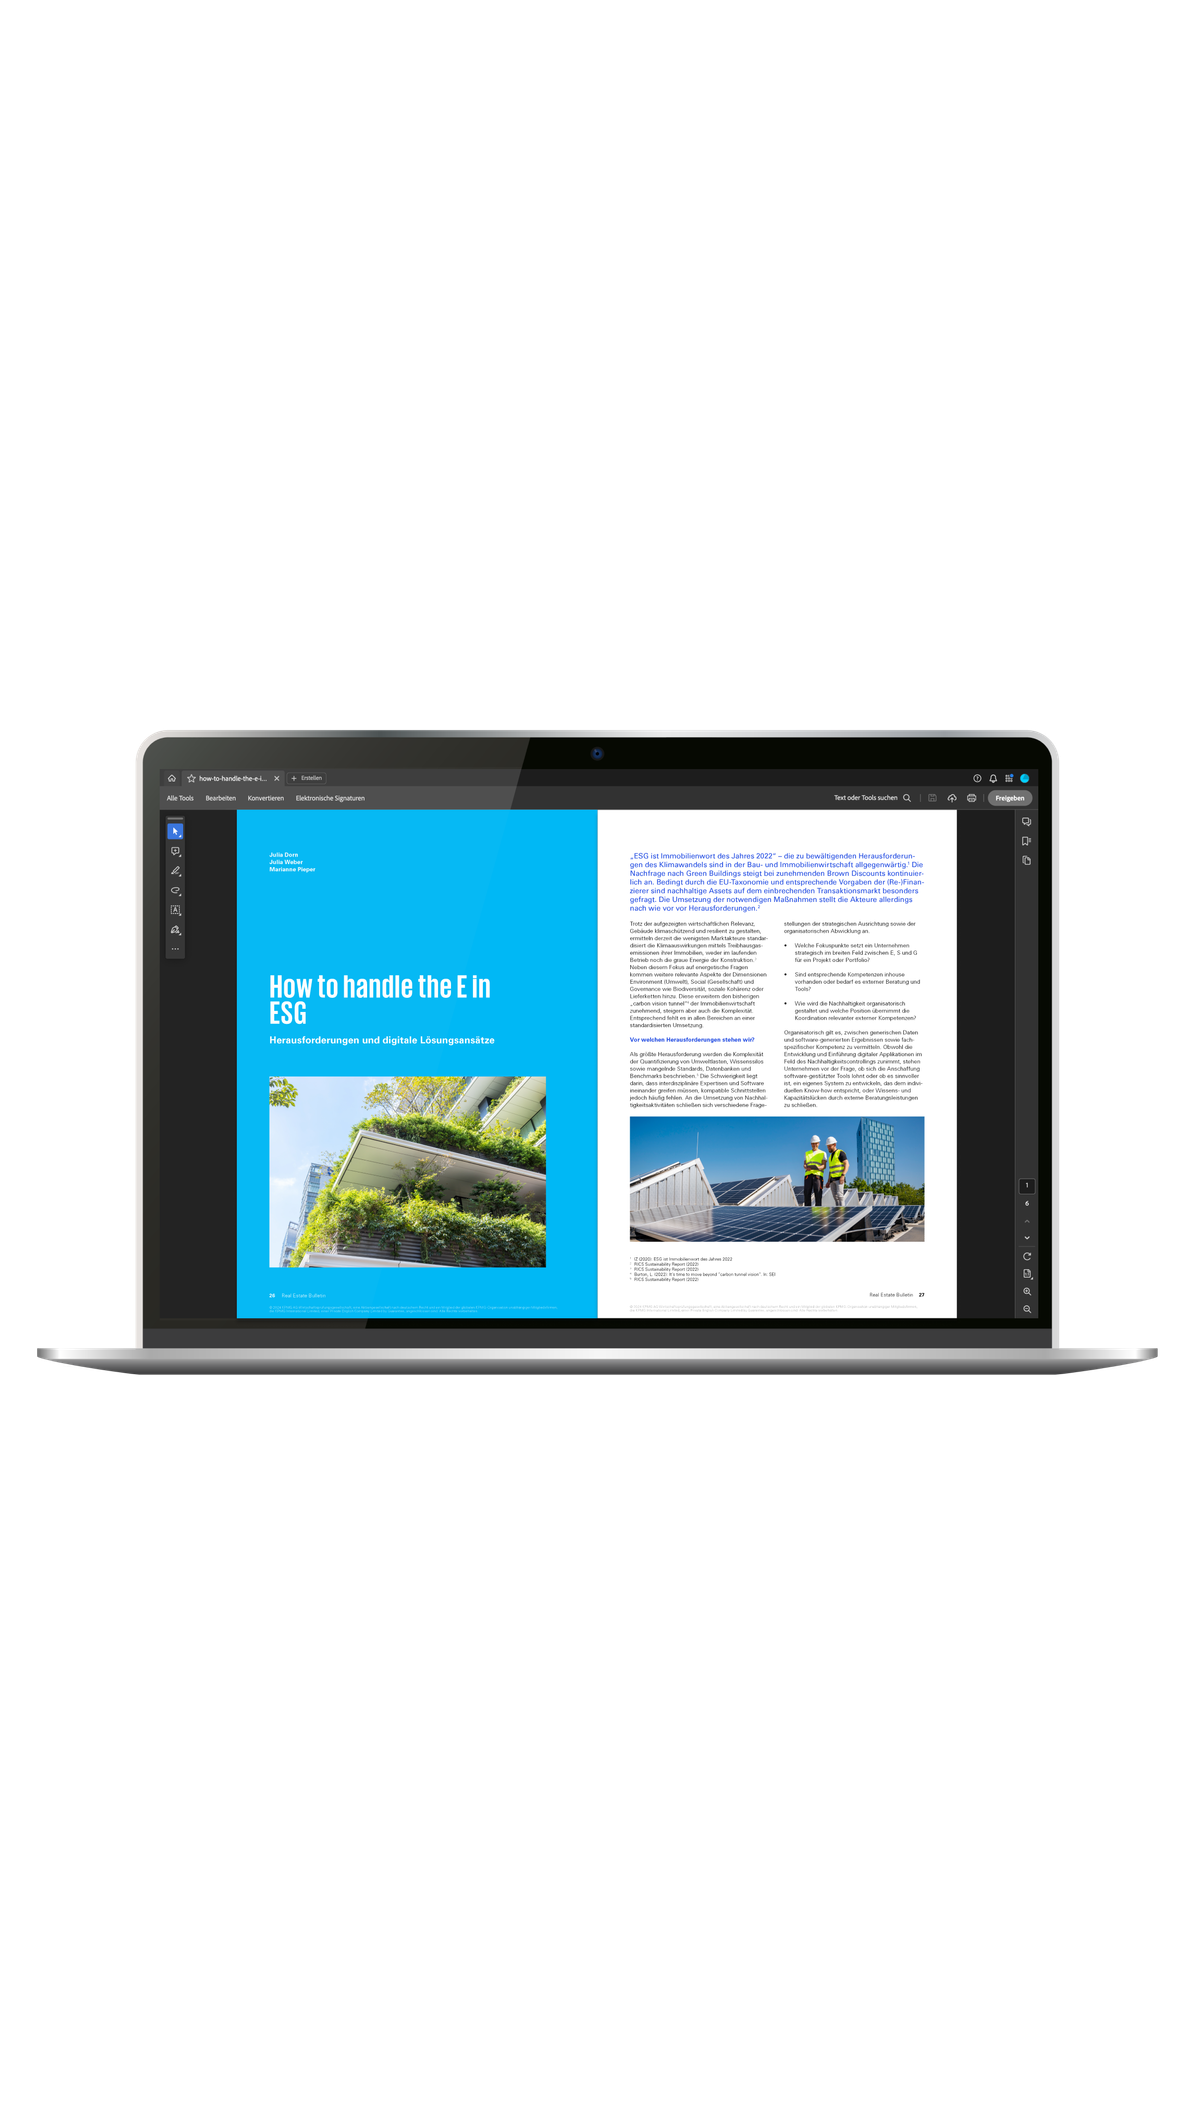 how-to-handle-the-e-i...
Erstellen
Alle Tools
Bearbeiten
Konvertieren
Elektronische Signaturen
Text oder Tools suchen
Freigeben
Julia Dorn
Julia Weber
Marianne Pieper
How to handle the E in
ESG
Herausforderungen und digitale Lösungsansätze
26 Real Estate Bulletin
„ESG ist Immobilienwort des Jahres 2022“ – die zu bewältigenden Herausforderun-
gen des Klimawandels sind in der Bau- und Immobilienwirtschaft allgegenwärtig.¹ Die
Nachfrage nach Green Buildings steigt bei zunehmenden Brown Discounts kontinuier-
lich an. Bedingt durch die EU-Taxonomie und entsprechende Vorgaben der (Re-)Finan-
zierer sind nachhaltige Assets auf dem einbrechenden Transaktionsmarkt besonders
gefragt. Die Umsetzung der notwendigen Maßnahmen stellt die Akteure allerdings
nach wie vor vor Herausforderungen.²
Trotz der aufgezeigten wirtschaftlichen Relevanz,
Gebäude klimaschützend und resilient zu gestalten,
ermitteln derzeit die wenigsten Marktakteure standar-
disiert die Klimaauswirkungen mittels Treibhausgas-
emissionen ihrer Immobilien, weder im laufenden
Betrieb noch die graue Energie der Konstruktion.
Neben diesem Fokus auf energetische Fragen
kommen weitere relevante Aspekte der Dimensionen
Environment (Umwelt), Social (Gesellschaft) und
Governance wie Biodiversität, soziale Kohärenz oder
Lieferketten hinzu. Diese erweitern den bisherigen
„carbon vision tunnel“⁴ der Immobilienwirtschaft
zunehmend, steigern aber auch die Komplexität.
Entsprechend fehlt es in allen Bereichen an einer
standardisierten Umsetzung.
Vor welchen Herausforderungen stehen wir?
Als größte Herausforderung werden die Komplexität
der Quantifizierung von Umweltlasten, Wissenssilos
sowie mangelnde Standards, Datenbanken und
Benchmarks beschrieben.⁵ Die Schwierigkeit liegt
darin, dass interdisziplinäre Expertisen und Software
ineinander greifen müssen, kompatible Schnittstellen
jedoch häufig fehlen. An die Umsetzung von Nachhal-
tigkeitsaktivitäten schließen sich verschiedene Frage-
stellungen der strategischen Ausrichtung sowie der
organisatorischen Abwicklung an:
• Welche Fokuspunkte setzt ein Unternehmen
strategisch im breiten Feld zwischen E, S und G
für ein Projekt oder Portfolio?
• Sind entsprechende Kompetenzen inhouse
vorhanden oder bedarf es externer Beratung und
Tools?
• Wie wird die Nachhaltigkeit organisatorisch
gestaltet und welche Position übernimmt die
Koordination relevanter externer Kompetenzen?
Organisatorisch gilt es, zwischen generischen Daten
und software-generierten Ergebnissen sowie fach-
spezifischer Kompetenz zu vermitteln. Obwohl die
Entwicklung und Einführung digitaler Applikationen im
Feld des Nachhaltigkeitscontrollings zunimmt, stehen
Unternehmen vor der Frage, ob sich die Anschaffung
software-gestützter Tools lohnt oder ob es sinnvoller
ist, ein eigenes System zu entwickeln, das dem indivi-
duellen Know-how entspricht, oder Wissens- und
Kapazitätslücken durch externe Beratungsleistungen
zu schließen.
IZ (2020): ESG ist Immobilienwort des Jahres 2022
RICS Sustainability Report (2022)
RICS Sustainability Report (2022)
Burton, L. (2022): It's time to move beyond "carbon tunnel vision". In: SEI
RICS Sustainability Report (2022)
Real Estate Bulletin 27
1
6